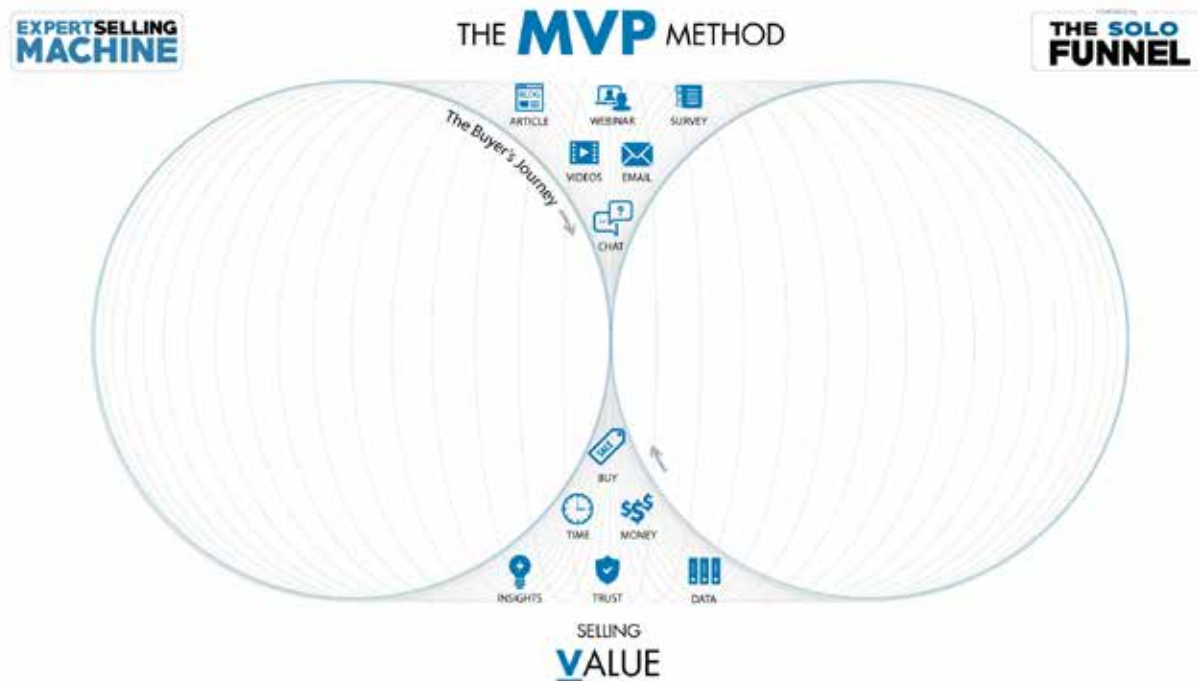 EXPERTSELLING
MACHINE
THE MVP METHOD
THE SOLO
FUNNEL
BLOG
ARTICLE
WEBINAR
SURVEY
The Buyer's Journey
VIDEOS
EMAIL
?
CHAT
SALE
BUY
TIME
$$$
MONEY
INSIGHTS
TRUST
DATA
SELLING
VALUE